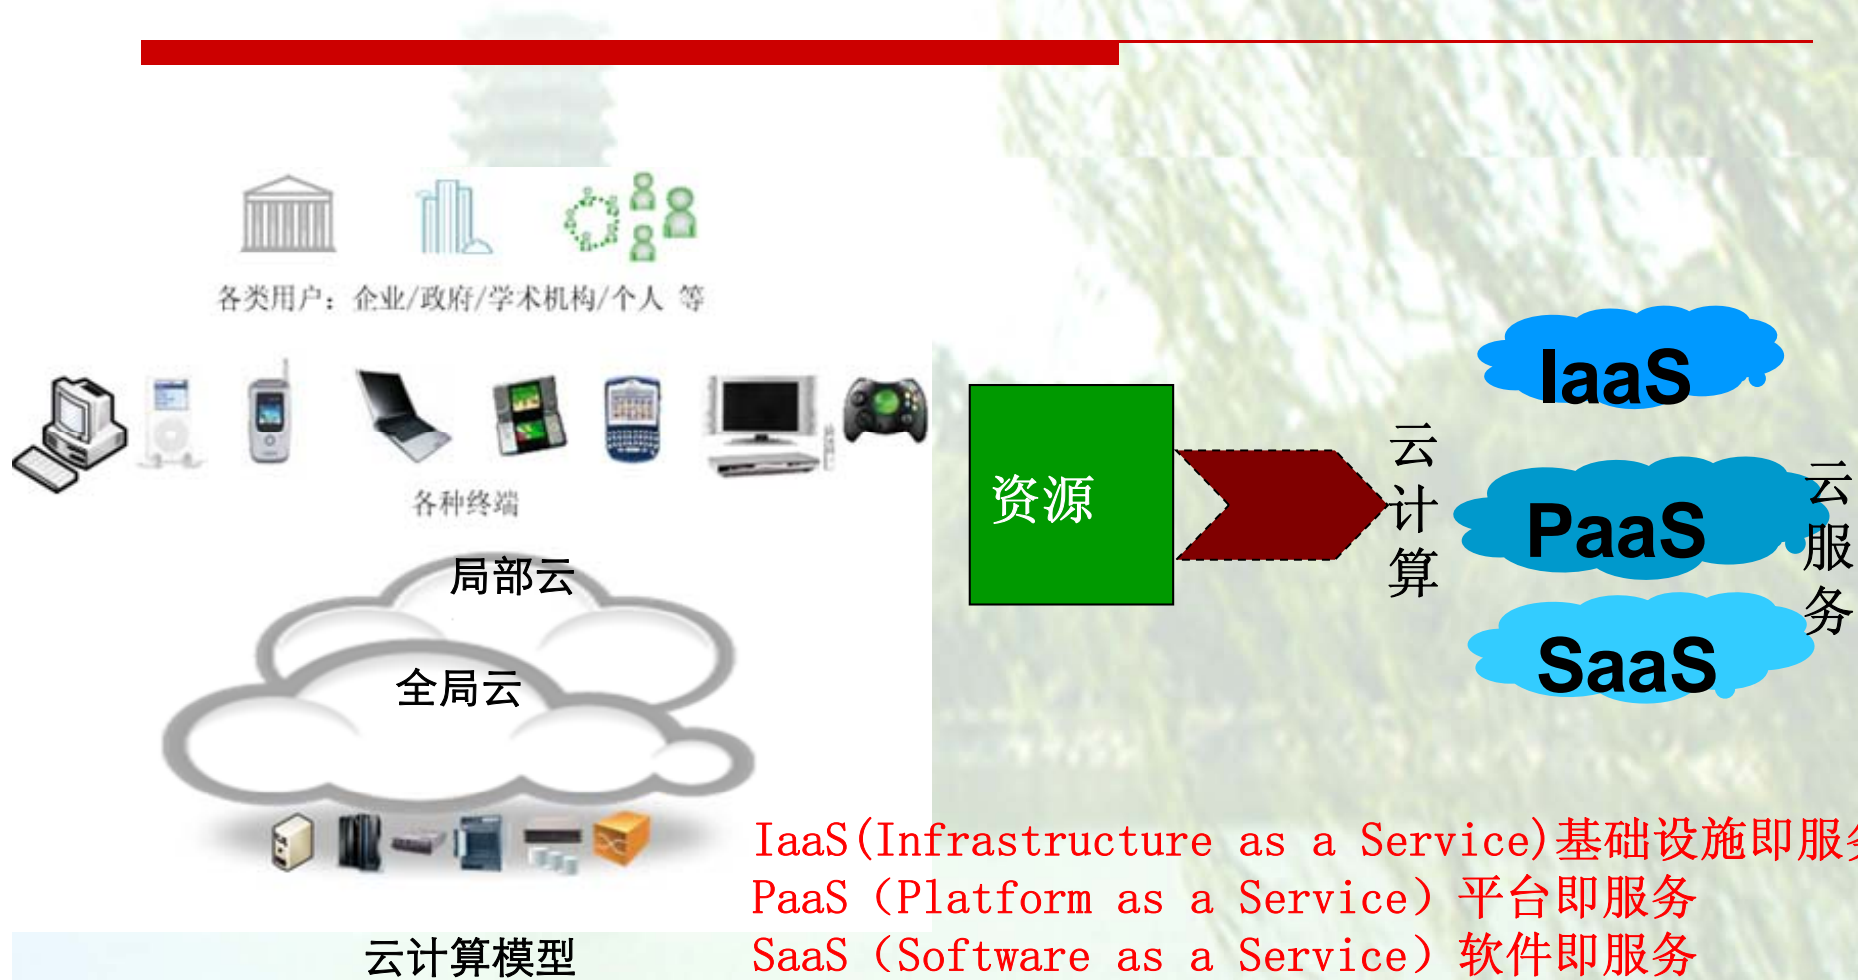 各类用户：企业/政府/学术机构/个人 等
各种终端
局部云
全局云
云计算模型
资源
云计算
IaaS
PaaS
SaaS
云服务
IaaS(Infrastructure as a Service)基础设施即服务
PaaS（Platform as a Service）平台即服务
SaaS（Software as a Service）软件即服务